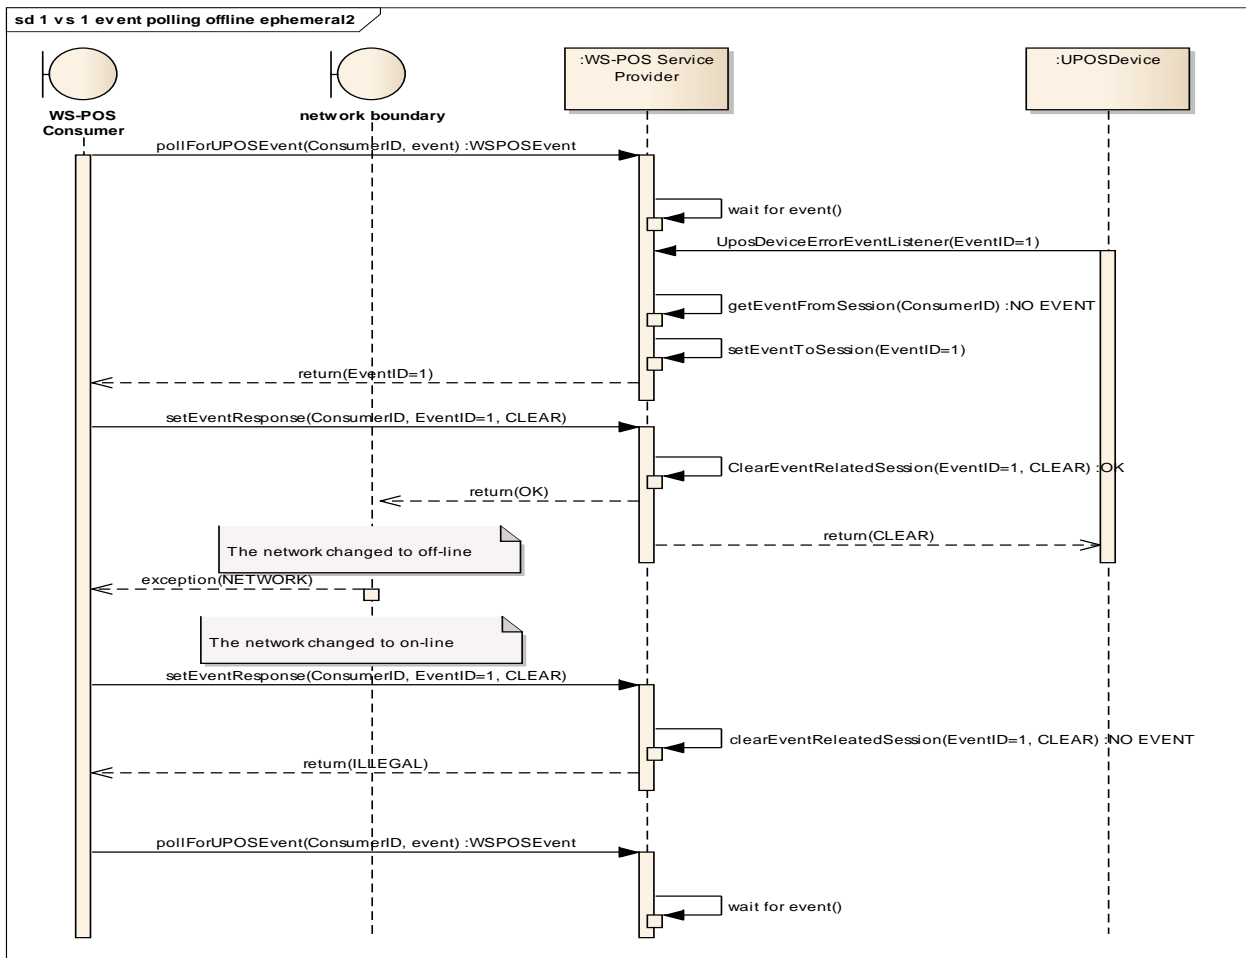 sd 1 vs 1 event polling offline ephemeral2
WS-POS
Consumer
network boundary
:WS-POS Service
Provider
:UPOSDevice
pollForUPOSEvent(ConsumerID, event) :WSPOSEvent
wait for event()
UposDeviceErrorEventListener(EventID=1)
getEventFromSession(ConsumerID) :NO EVENT
setEventToSession(EventID=1)
return(EventID=1)
setEventResponse(ConsumerID, EventID=1, CLEAR)
ClearEventRelatedSession(EventID=1, CLEAR) :OK
return(OK)
return(CLEAR)
The network changed to off-line
exception(NETWORK)
The network changed to on-line
setEventResponse(ConsumerID, EventID=1, CLEAR)
clearEventReleatedSession(EventID=1, CLEAR) :NO EVENT
return(ILLEGAL)
pollForUPOSEvent(ConsumerID, event) :WSPOSEvent
wait for event()